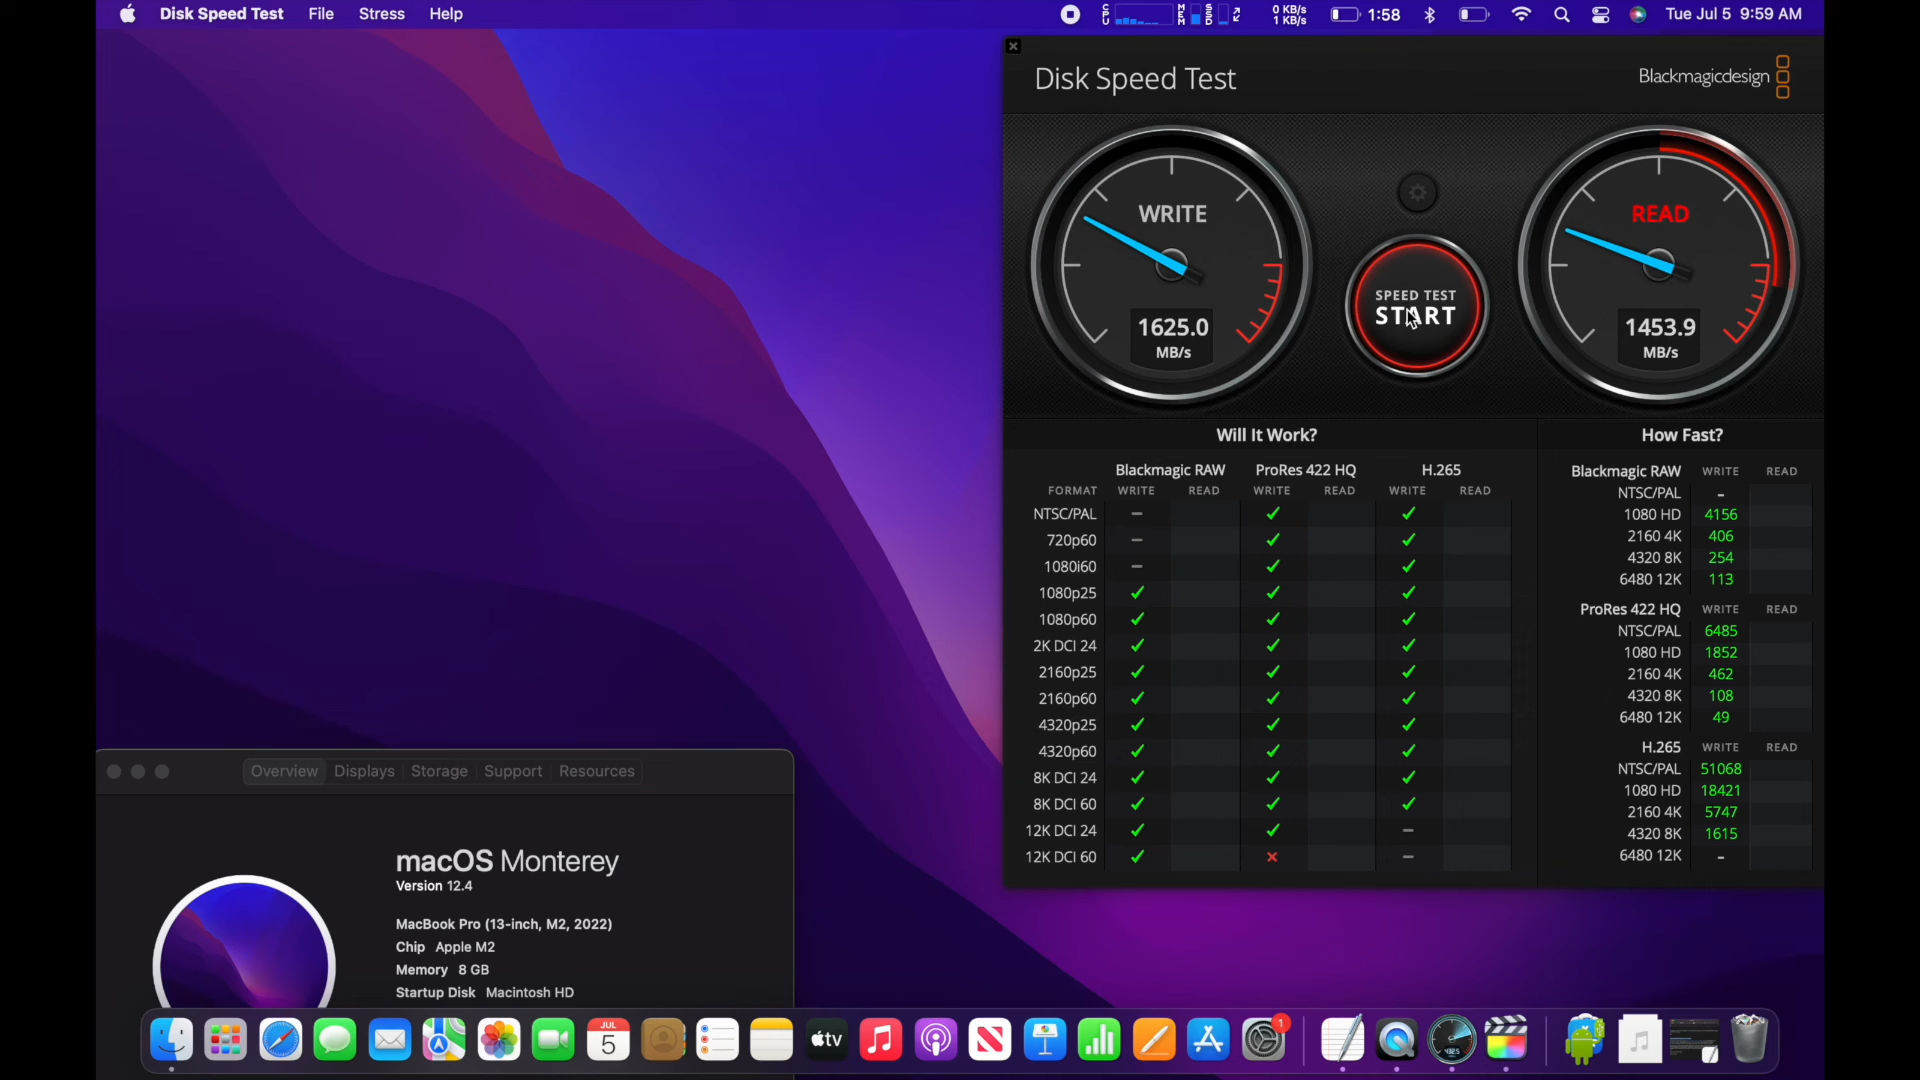 Disk Speed Test File Stress Help
CPU MEM SSD 0 KB/s 1 KB/s 1:58 Tue Jul 5 9:59 AM
Disk Speed Test
Blackmagicdesign
WRITE
1625.0
MB/s
SPEED TEST
START
READ
1453.9
MB/s
Will It Work?
Blackmagic RAW ProRes 422 HQ H.265
FORMAT WRITE READ WRITE READ WRITE READ
NTSC/PAL – ✓ ✓
720p60 – ✓ ✓
1080i60 – ✓ ✓
1080p25 ✓ ✓ ✓
1080p60 ✓ ✓ ✓
2K DCI 24 ✓ ✓ ✓
2160p25 ✓ ✓ ✓
2160p60 ✓ ✓ ✓
4320p25 ✓ ✓ ✓
4320p60 ✓ ✓ ✓
8K DCI 24 ✓ ✓ ✓
8K DCI 60 ✓ ✓ ✓
12K DCI 24 ✓ ✓ –
12K DCI 60 ✓ × –
How Fast?
Blackmagic RAW WRITE READ
NTSC/PAL –
1080 HD 4156
2160 4K 406
4320 8K 254
6480 12K 113
ProRes 422 HQ WRITE READ
NTSC/PAL 6485
1080 HD 1852
2160 4K 462
4320 8K 108
6480 12K 49
H.265 WRITE READ
NTSC/PAL 51068
1080 HD 18421
2160 4K 5747
4320 8K 1615
6480 12K –
Overview Displays Storage Support Resources
macOS Monterey
Version 12.4
MacBook Pro (13-inch, M2, 2022)
Chip Apple M2
Memory 8 GB
Startup Disk Macintosh HD
JUL
5
tv
1